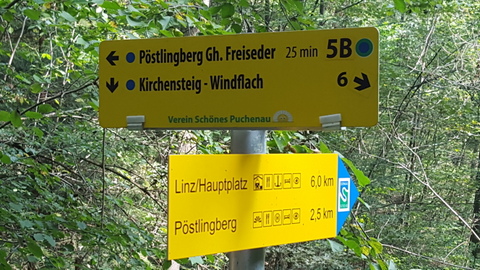 Pöstlingberg Gh. Freiseder 25 min 5B
Kirchensteig - Windflach 6
Verein Schönes Puchenau
Linz/Hauptplatz 6,0 km
Pöstlingberg 2,5 km